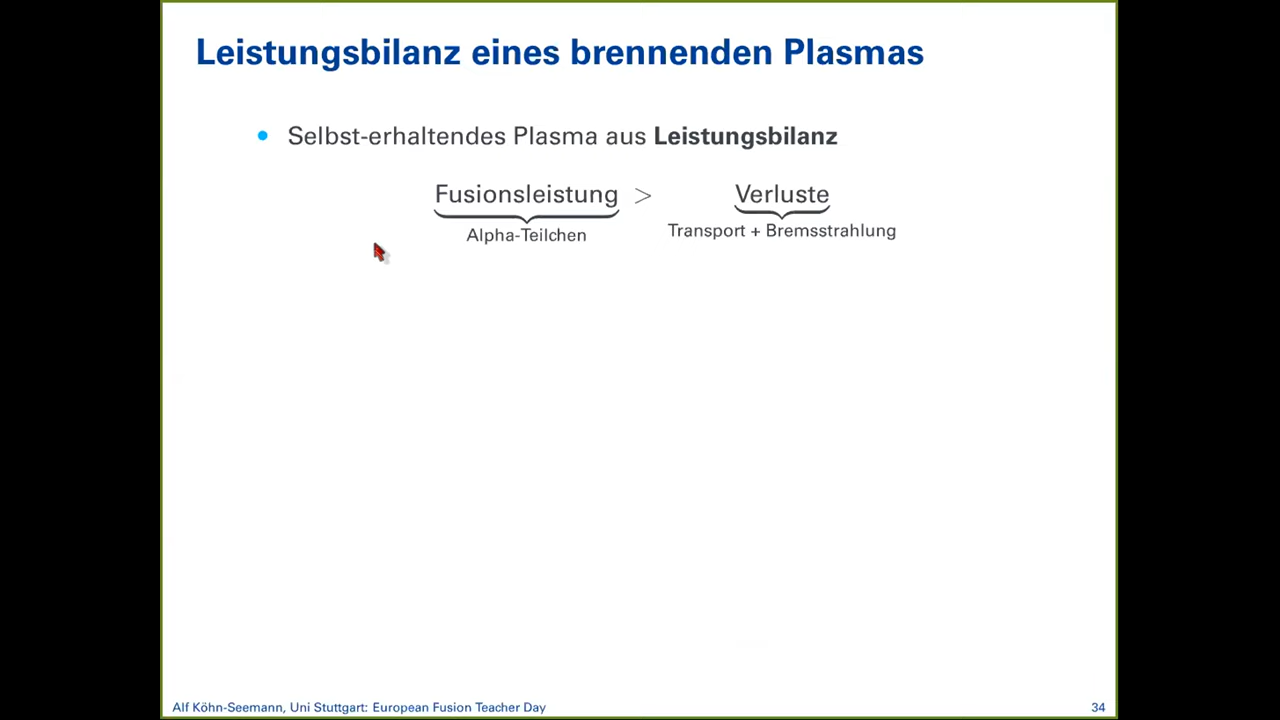 Leistungsbilanz eines brennenden Plasmas
• Selbst-erhaltendes Plasma aus Leistungsbilanz
Fusionsleistung > Verluste
Alpha-Teilchen Transport + Bremsstrahlung
Alf Köhn-Seemann, Uni Stuttgart: European Fusion Teacher Day 34